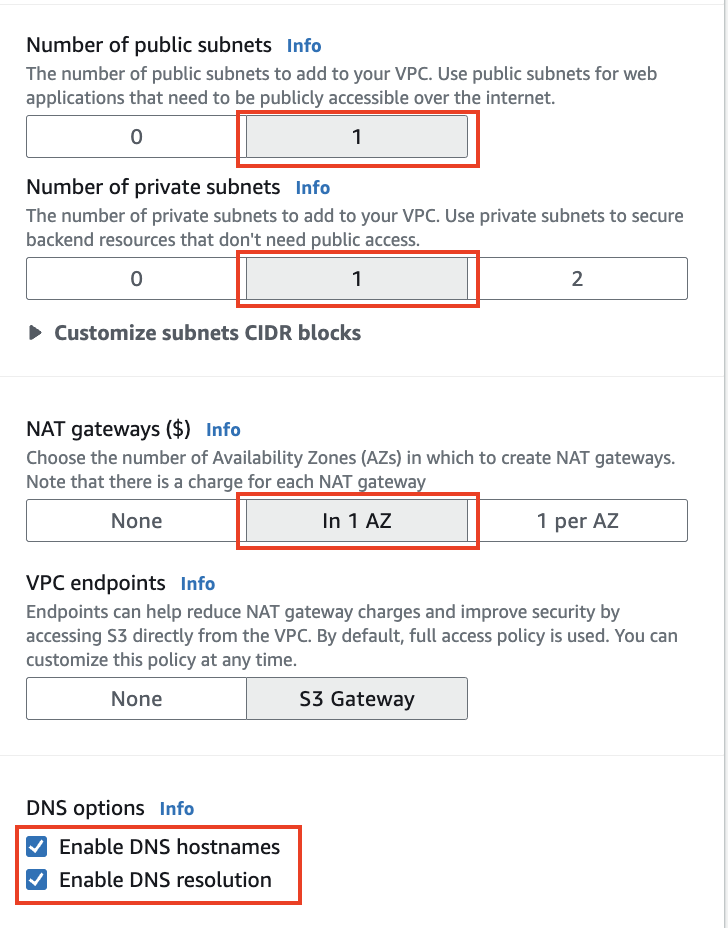 Number of public subnets Info
The number of public subnets to add to your VPC. Use public subnets for web
applications that need to be publicly accessible over the internet.
0 1
Number of private subnets Info
The number of private subnets to add to your VPC. Use private subnets to secure
backend resources that don't need public access.
0 1 2
Customize subnets CIDR blocks
NAT gateways ($) Info
Choose the number of Availability Zones (AZs) in which to create NAT gateways.
Note that there is a charge for each NAT gateway
None In 1 AZ 1 per AZ
VPC endpoints Info
Endpoints can help reduce NAT gateway charges and improve security by
accessing S3 directly from the VPC. By default, full access policy is used. You can
customize this policy at any time.
None S3 Gateway
DNS options Info
Enable DNS hostnames
Enable DNS resolution